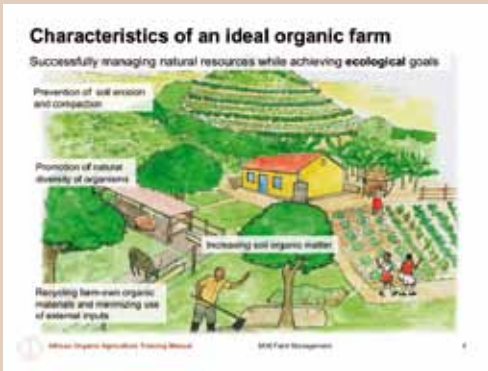 Characteristics of an ideal organic farm
Successfully managing natural resources while achieving ecological goals
Prevention of soil erosion
and compaction
Promotion of natural
diversity of organisms
Increasing soil organic matter
Recycling farm-own organic
materials and minimizing use
of external inputs
African Organic Agriculture Training Manual
Farm Management